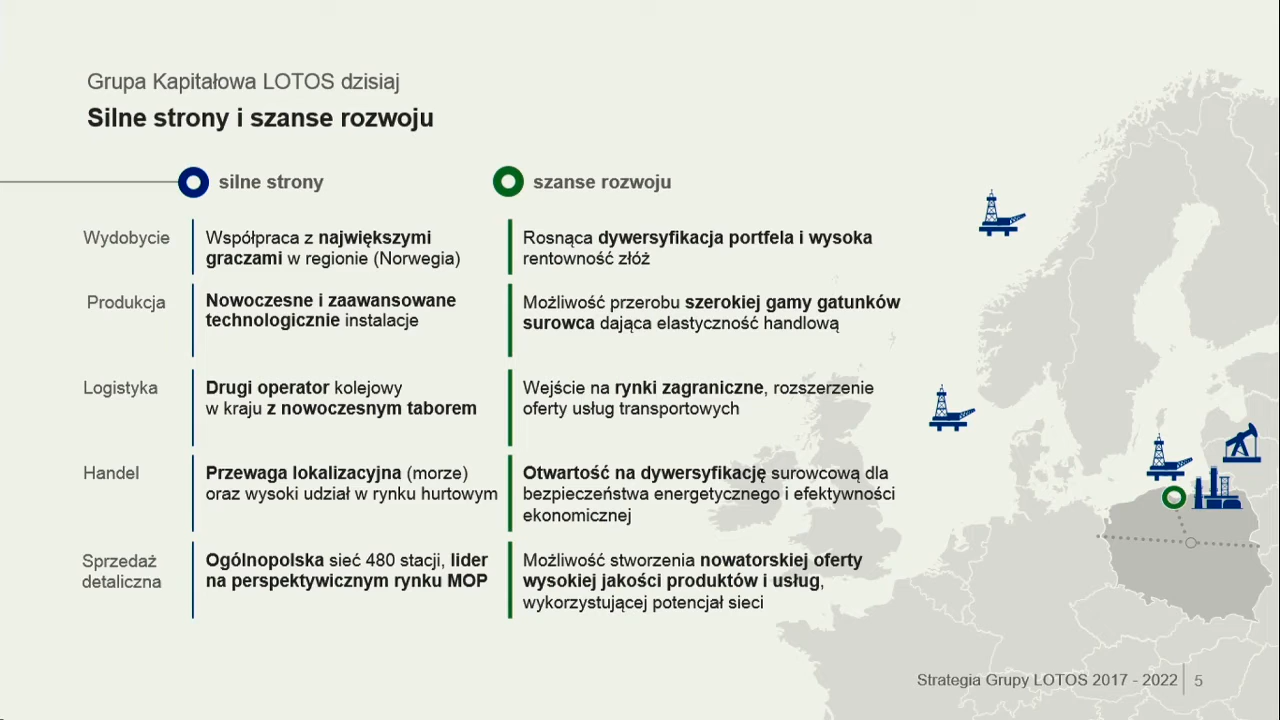 Grupa Kapitałowa LOTOS dzisiaj
Silne strony i szanse rozwoju
silne strony
szanse rozwoju
Wydobycie
Współpraca z największymi
graczami w regionie (Norwegia)
Rosnąca dywersyfikacja portfela i wysoka
rentowność złóż
Produkcja
Nowoczesne i zaawansowane
technologicznie instalacje
Możliwość przerobu szerokiej gamy gatunków
surowca dająca elastyczność handlową
Logistyka
Drugi operator kolejowy
w kraju z nowoczesnym taborem
Wejście na rynki zagraniczne, rozszerzenie
oferty usług transportowych
Handel
Przewaga lokalizacyjna (morze)
oraz wysoki udział w rynku hurtowym
Otwartość na dywersyfikację surowcową dla
bezpieczeństwa energetycznego i efektywności
ekonomicznej
Sprzedaż
detaliczna
Ogólnopolska sieć 480 stacji, lider
na perspektywicznym rynku MOP
Możliwość stworzenia nowatorskiej oferty
wysokiej jakości produktów i usług,
wykorzystującej potencjał sieci
Strategia Grupy LOTOS 2017 - 2022 5